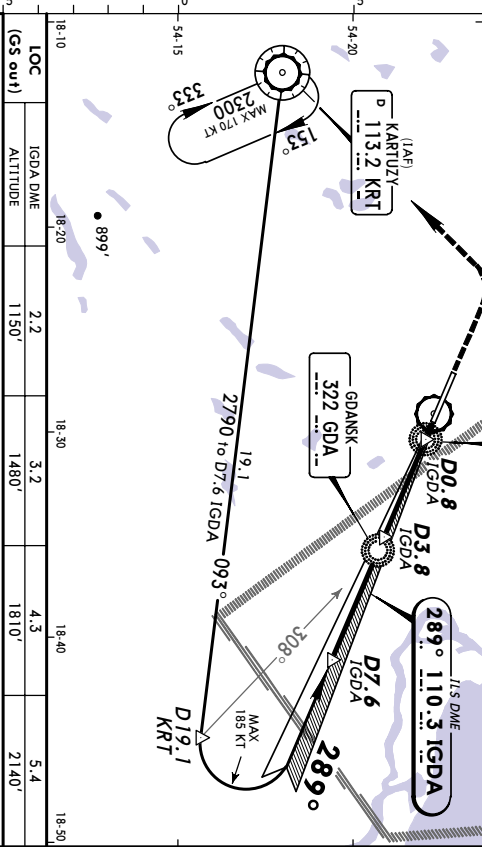 18-10
18-20
18-30
18-40
18-50
54-15
54-20
(IAF)
KARTUZY
D 113.2 KRT
333°
2300
MAX 170 KT
153°
899'
GDANSK
322 GDA
D0.8
IGDA
D3.8
IGDA
ILS DME
289° 110.3 IGDA
D7.6
IGDA
19.1
2790 to D7.6 IGDA
093°
308°
MAX
185 KT
289°
D19.1
KRT
LOC
(GS out)
IGDA DME 2.2 3.2 4.3 5.4
ALTITUDE 1150' 1480' 1810' 2140'